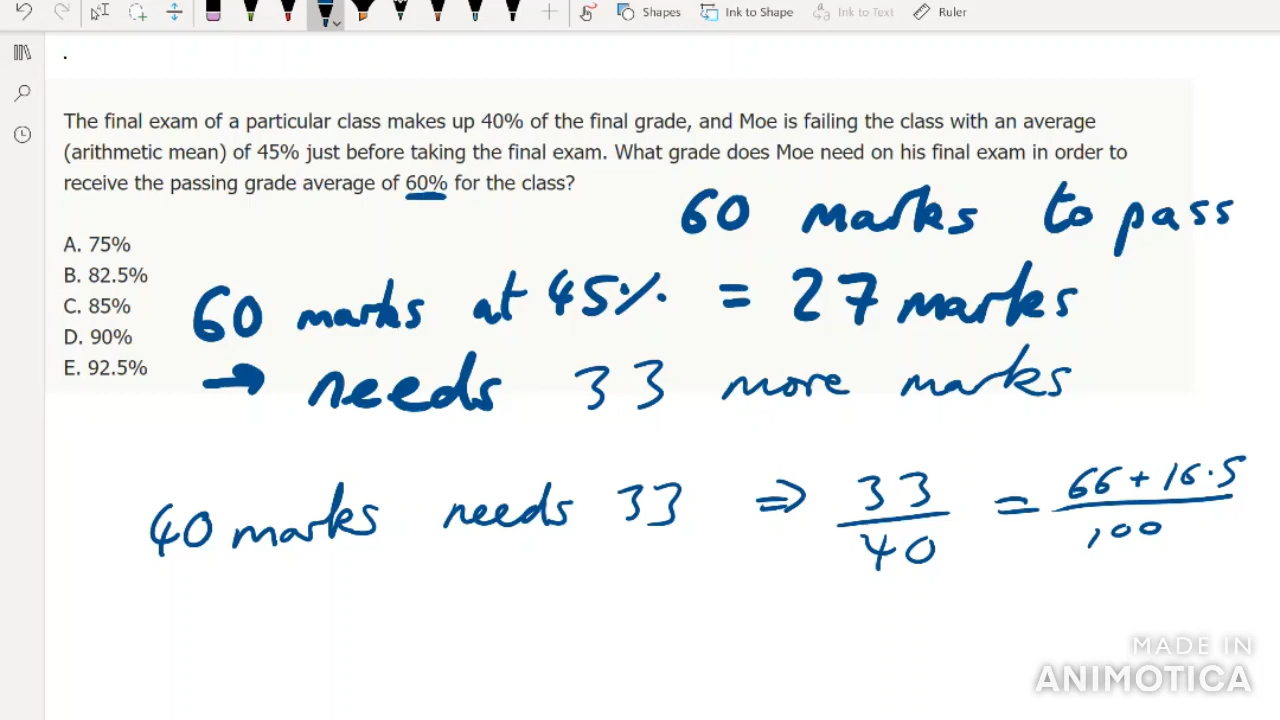 Shapes Ink to Shape Ink to Text Ruler
.
The final exam of a particular class makes up 40% of the final grade, and Moe is failing the class with an average
(arithmetic mean) of 45% just before taking the final exam. What grade does Moe need on his final exam in order to
receive the passing grade average of 60% for the class?
60 marks to pass
A. 75%
B. 82.5%
C. 85%
D. 90%
E. 92.5%
60 marks at 45% = 27 marks
→ needs 33 more marks
40 marks needs 33 ⇒ 33/40 = 66 + 16.5/100
MADE IN
ANIMOTICA